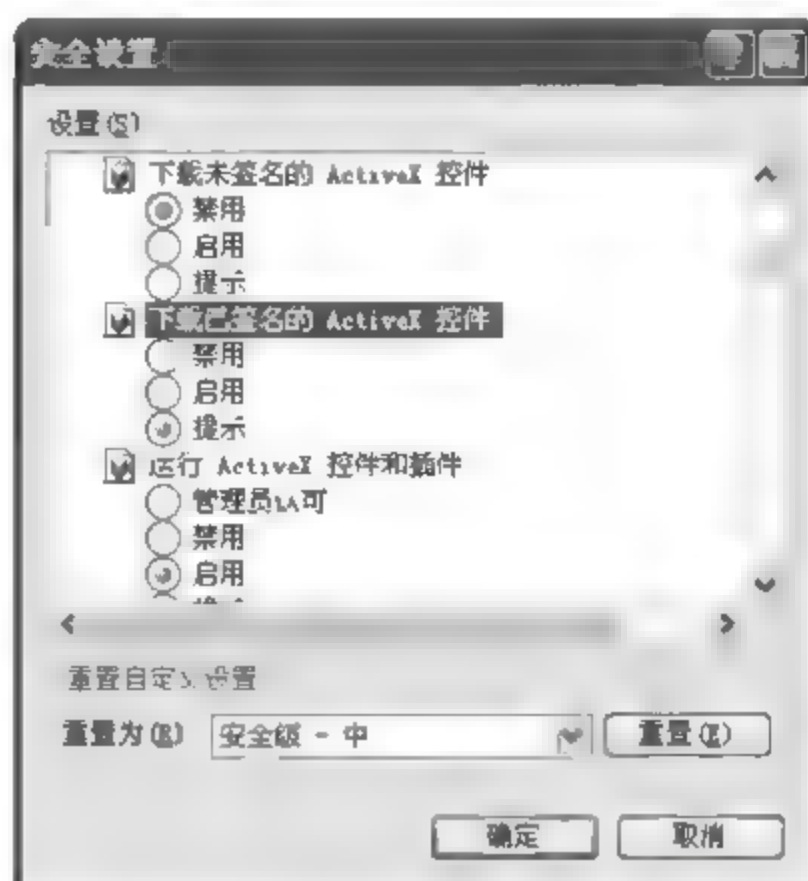 安全设置
设置(S)
下载未签名的 ActiveX 控件
禁用
启用
提示
下载已签名的 ActiveX 控件
禁用
启用
提示
运行 ActiveX 控件和插件
管理员认可
禁用
启用
提示
重置自定义设置
重置为(R) 安全级 - 中 重置(E)
确定 取消